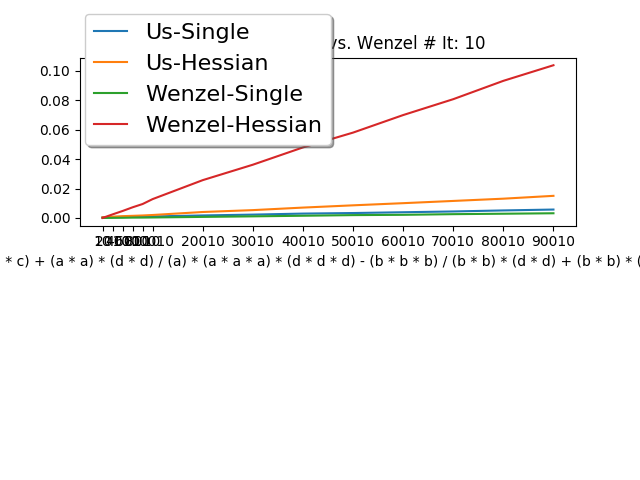 vs. Wenzel # It: 10
Us-Single
Us-Hessian
Wenzel-Single
Wenzel-Hessian
0.10
0.08
0.06
0.04
0.02
0.00
20010 30010 40010 50010 60010 70010 80010 90010
* c) + (a * a) * (d * d) / (a) * (a * a * a) * (d * d * d) - (b * b * b) / (b * b) * (d * d) + (b * b) * (